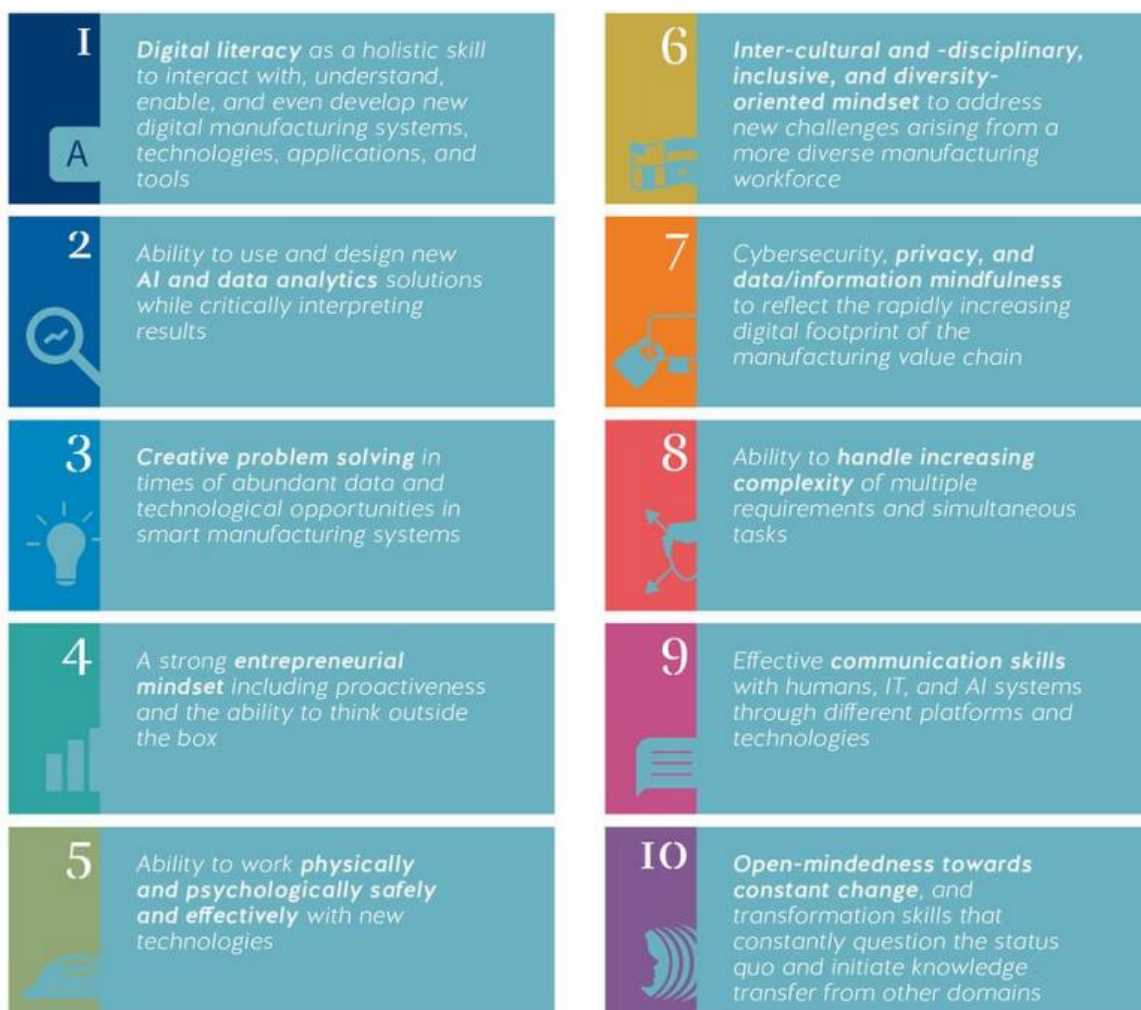 1
Digital literacy as a holistic skill
to interact with, understand,
enable, and even develop new
digital manufacturing systems,
technologies, applications, and
tools
A
2
Ability to use and design new
AI and data analytics solutions
while critically interpreting
results
3
Creative problem solving in
times of abundant data and
technological opportunities in
smart manufacturing systems
4
A strong entrepreneurial
mindset including proactiveness
and the ability to think outside
the box
5
Ability to work physically
and psychologically safely
and effectively with new
technologies
6
Inter-cultural and -disciplinary,
inclusive, and diversity-
oriented mindset to address
new challenges arising from a
more diverse manufacturing
workforce
7
Cybersecurity, privacy, and
data/information mindfulness
to reflect the rapidly increasing
digital footprint of the
manufacturing value chain
8
Ability to handle increasing
complexity of multiple
requirements and simultaneous
tasks
9
Effective communication skills
with humans, IT, and AI systems
through different platforms and
technologies
10
Open-mindedness towards
constant change, and
transformation skills that
constantly question the status
quo and initiate knowledge
transfer from other domains